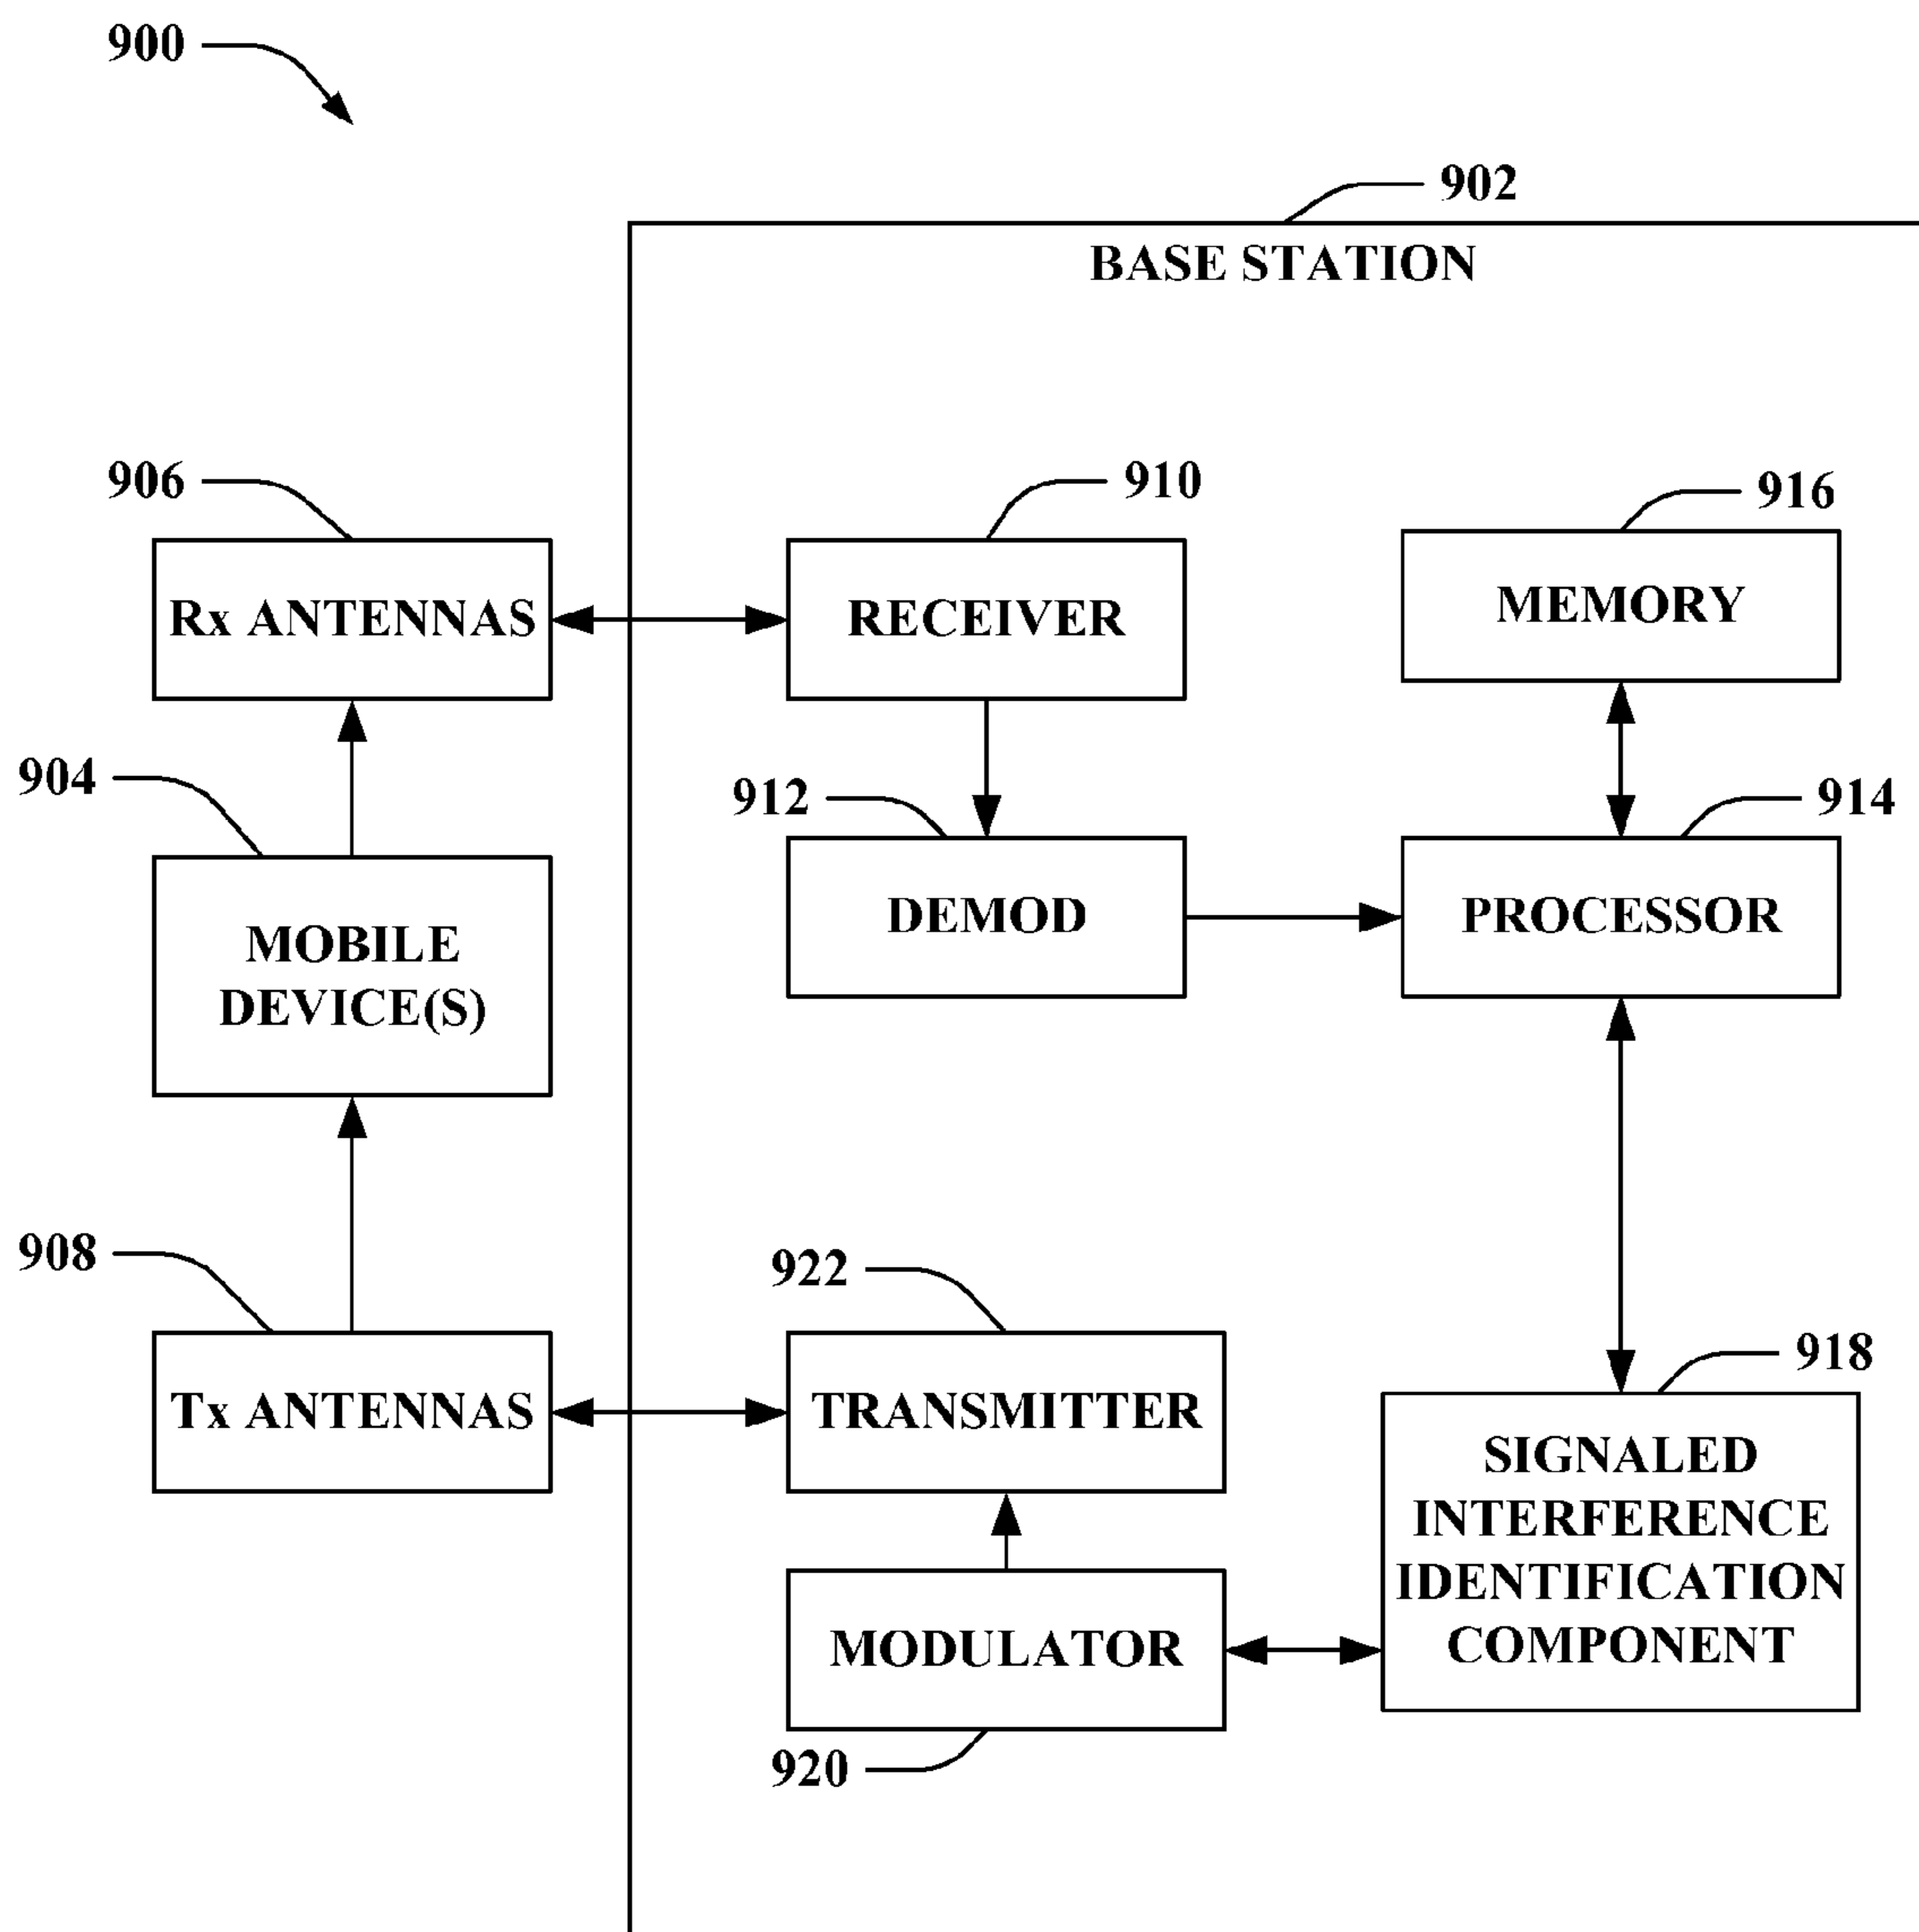 900
902
BASE STATION
906
910
916
Rx ANTENNAS
RECEIVER
MEMORY
904
912
914
MOBILE
DEVICE(S)
DEMOD
PROCESSOR
908
922
918
Tx ANTENNAS
TRANSMITTER
SIGNALED
INTERFERENCE
IDENTIFICATION
COMPONENT
MODULATOR
920